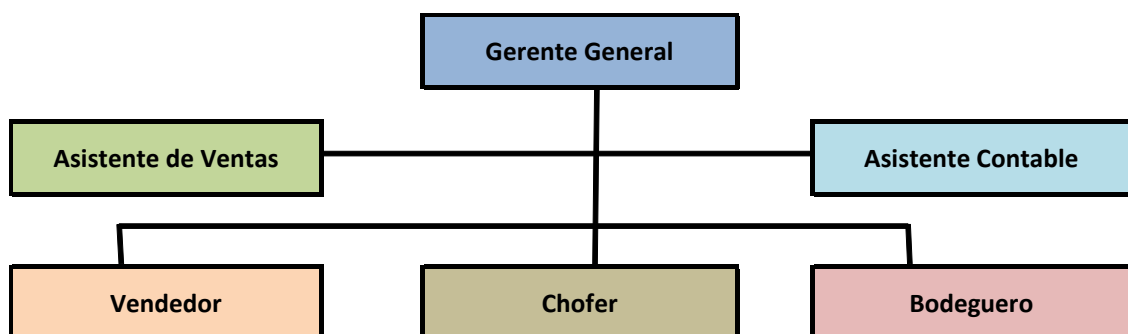 Gerente General
Asistente de Ventas
Asistente Contable
Vendedor
Chofer
Bodeguero